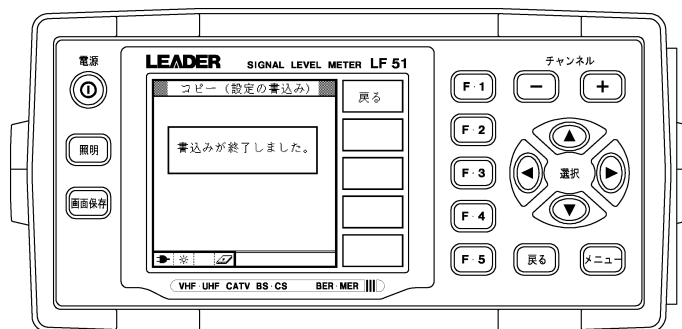 電源
照明
画面保存
LEADER SIGNAL LEVEL METER LF 51
コピー (設定の書込み)
書込みが終了しました。
戻る
VHF·UHF CATV BS·CS BER·MER
F·1
F·2
F·3
F·4
F·5
チャンネル
− +
選択
戻る メニュー